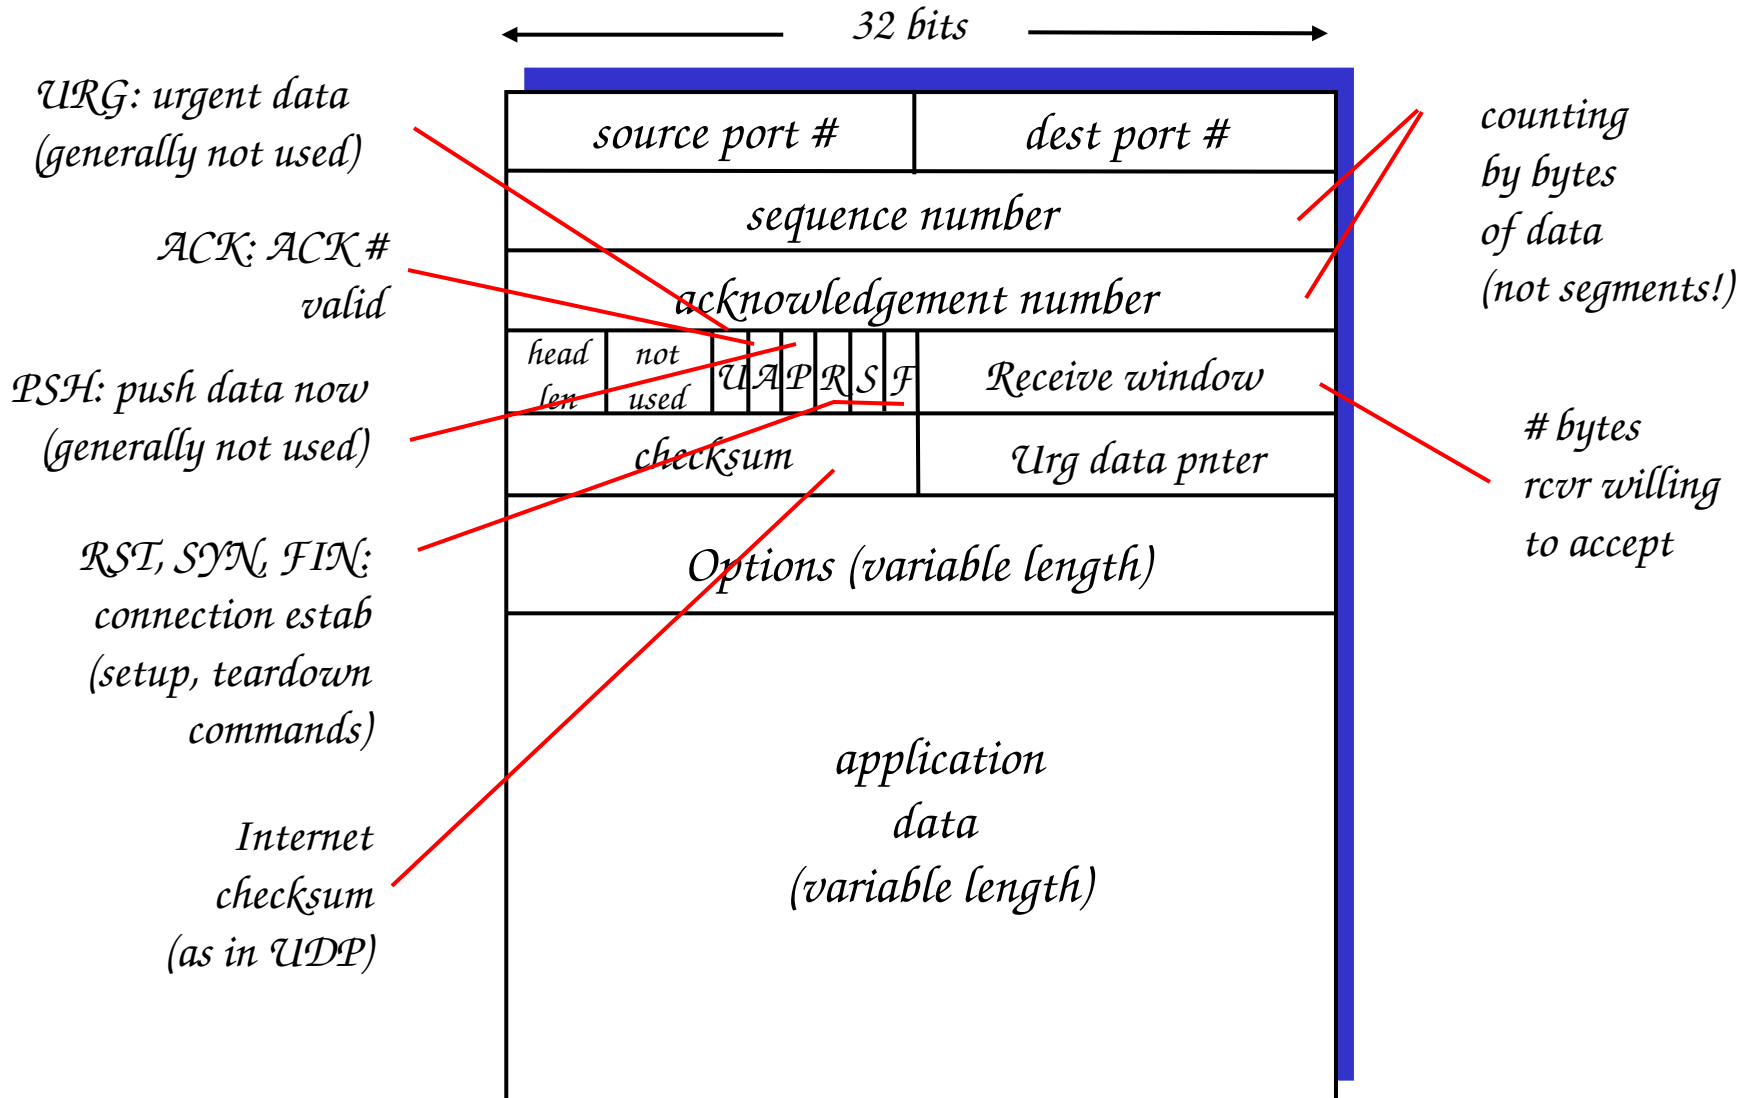 32 bits
URG: urgent data
(generally not used)
ACK: ACK #
valid
PSH: push data now
(generally not used)
RST, SYN, FIN:
connection estab
(setup, teardown
commands)
Internet
checksum
(as in UDP)
source port #
dest port #
sequence number
acknowledgement number
head
len
not
used
U
A
P
R
S
F
Receive window
checksum
Urg data pnter
Options (variable length)
application
data
(variable length)
counting
by bytes
of data
(not segments!)
# bytes
rcvr willing
to accept